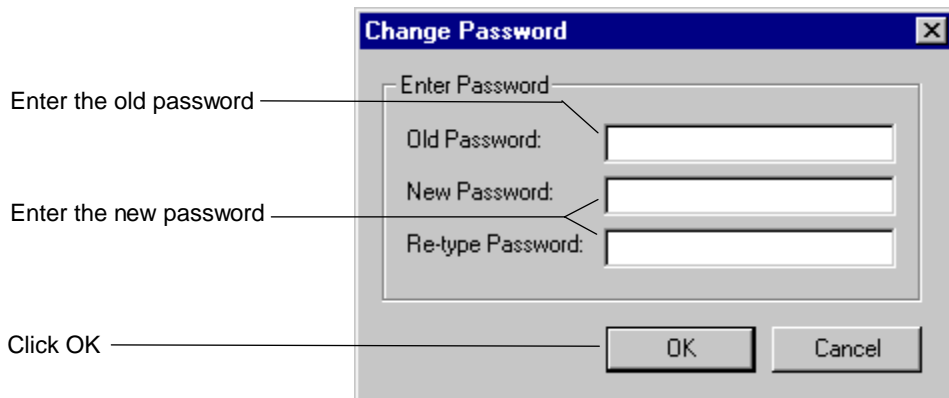 Change Password
Enter Password
Enter the old password
Old Password:
New Password:
Enter the new password
Re-type Password:
Click OK
OK Cancel